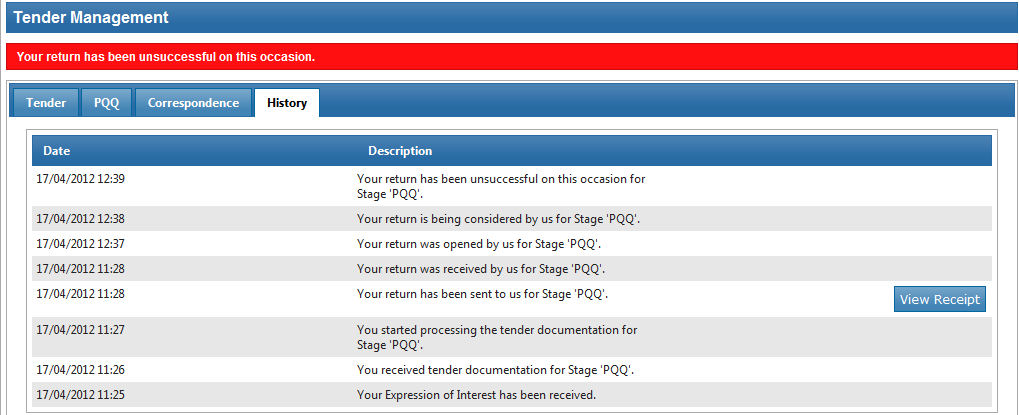 Tender Management
Your return has been unsuccessful on this occasion.
Tender PQQ Correspondence History
Date Description
17/04/2012 12:39 Your return has been unsuccessful on this occasion for
Stage 'PQQ'.
17/04/2012 12:38 Your return is being considered by us for Stage 'PQQ'.
17/04/2012 12:37 Your return was opened by us for Stage 'PQQ'.
17/04/2012 11:28 Your return was received by us for Stage 'PQQ'.
17/04/2012 11:28 Your return has been sent to us for Stage 'PQQ'. View Receipt
17/04/2012 11:27 You started processing the tender documentation for
Stage 'PQQ'.
17/04/2012 11:26 You received tender documentation for Stage 'PQQ'.
17/04/2012 11:25 Your Expression of Interest has been received.